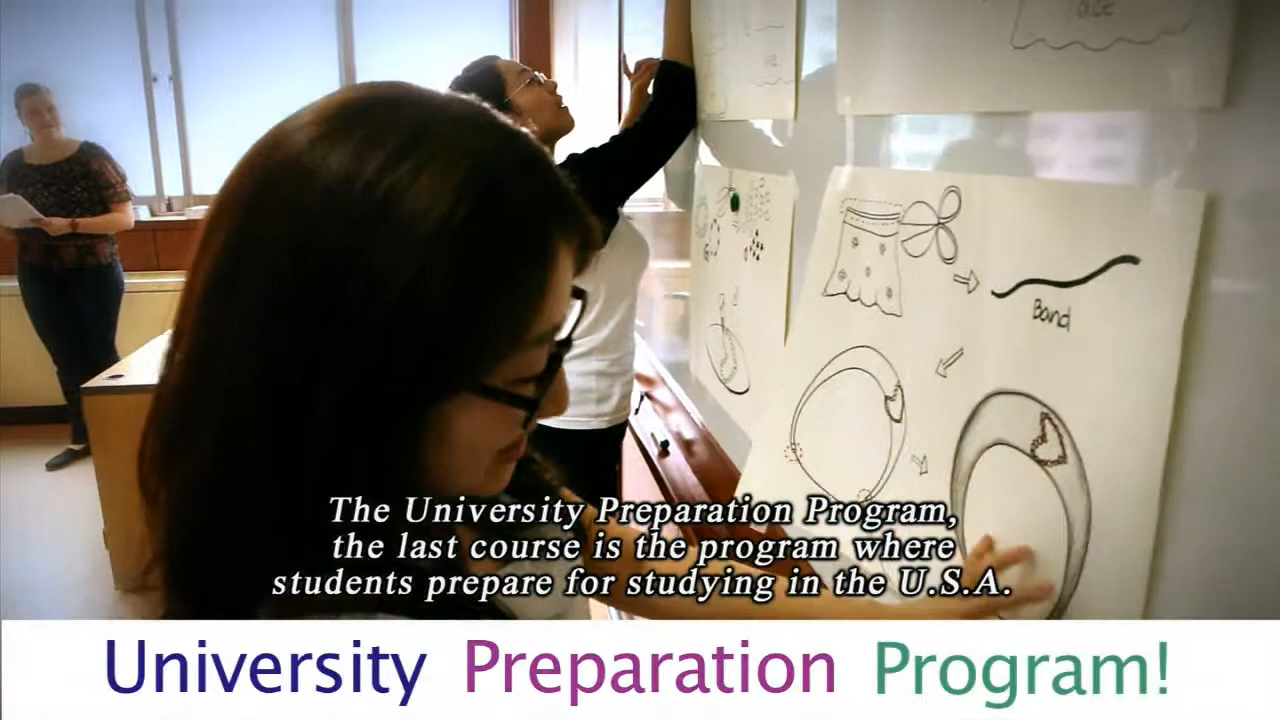 Band
The University Preparation Program,
the last course is the program where
students prepare for studying in the U.S.A.
University Preparation Program!